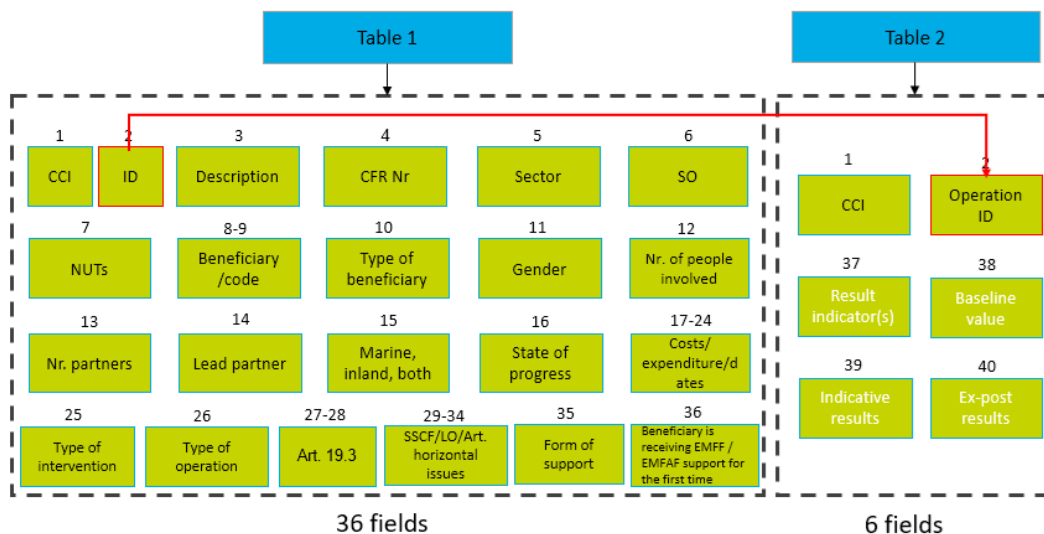 Table 1
Table 2
1
2
3
4
5
6
CCI
ID
Description
CFR Nr
Sector
SO
7
8-9
10
11
12
NUTs
Beneficiary
/code
Type of
beneficiary
Gender
Nr. of people
involved
13
14
15
16
17-24
Nr. partners
Lead partner
Marine,
inland, both
State of
progress
Costs/
expenditure/d
ates
25
26
27-28
29-34
35
36
Type of
intervention
Type of
operation
Art. 19.3
SSCF/LO/Art.
horizontal
issues
Form of
support
Beneficiary is
receiving EMFF /
EMFAF support for
the first time
36 fields
1
2
CCI
Operation
ID
37
38
Result
indicator(s)
Baseline
value
39
40
Indicative
results
Ex-post
results
6 fields